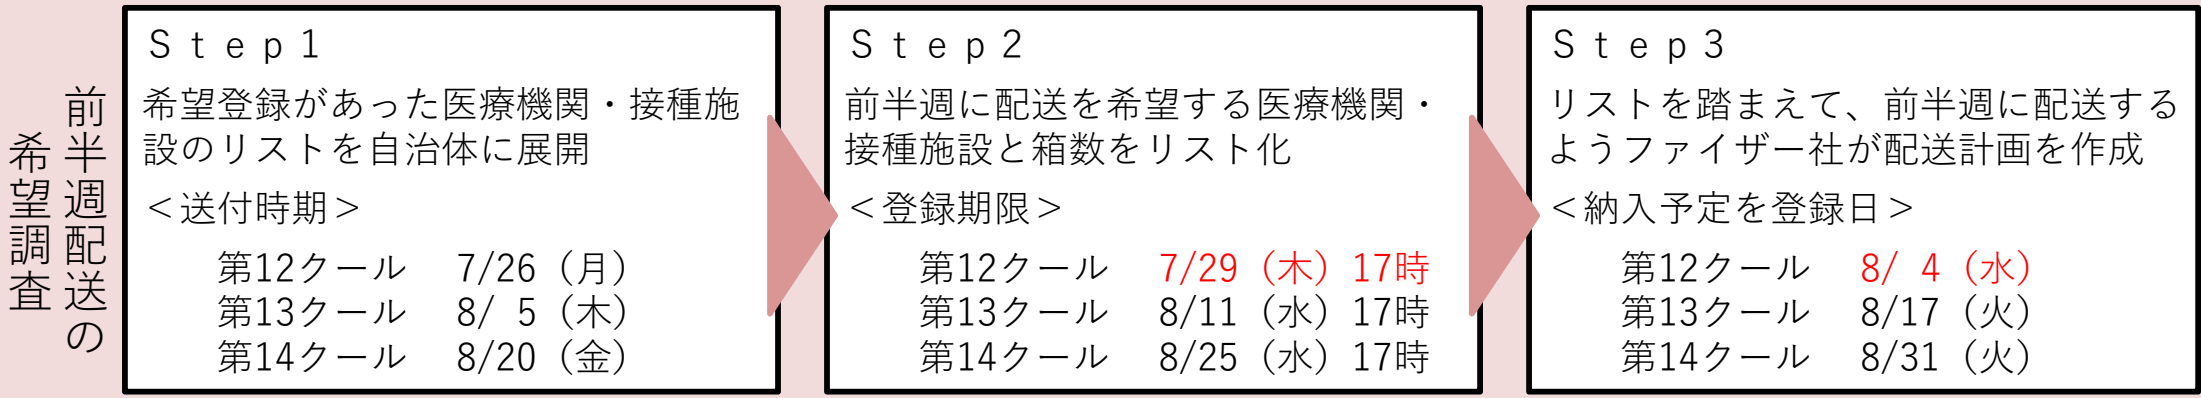 前半週配送の
希望調査
Ｓｔｅｐ１
希望登録があった医療機関・接種施
設のリストを自治体に展開
＜送付時期＞
第12クール　7/26（月）
第13クール　8/ 5（木）
第14クール　8/20（金）
Ｓｔｅｐ２
前半週に配送を希望する医療機関・
接種施設と箱数をリスト化
＜登録期限＞
第12クール　7/29（木）17時
第13クール　8/11（水）17時
第14クール　8/25（水）17時
Ｓｔｅｐ３
リストを踏まえて、前半週に配送する
ようファイザー社が配送計画を作成
＜納入予定を登録日＞
第12クール　8/ 4（水）
第13クール　8/17（火）
第14クール　8/31（火）